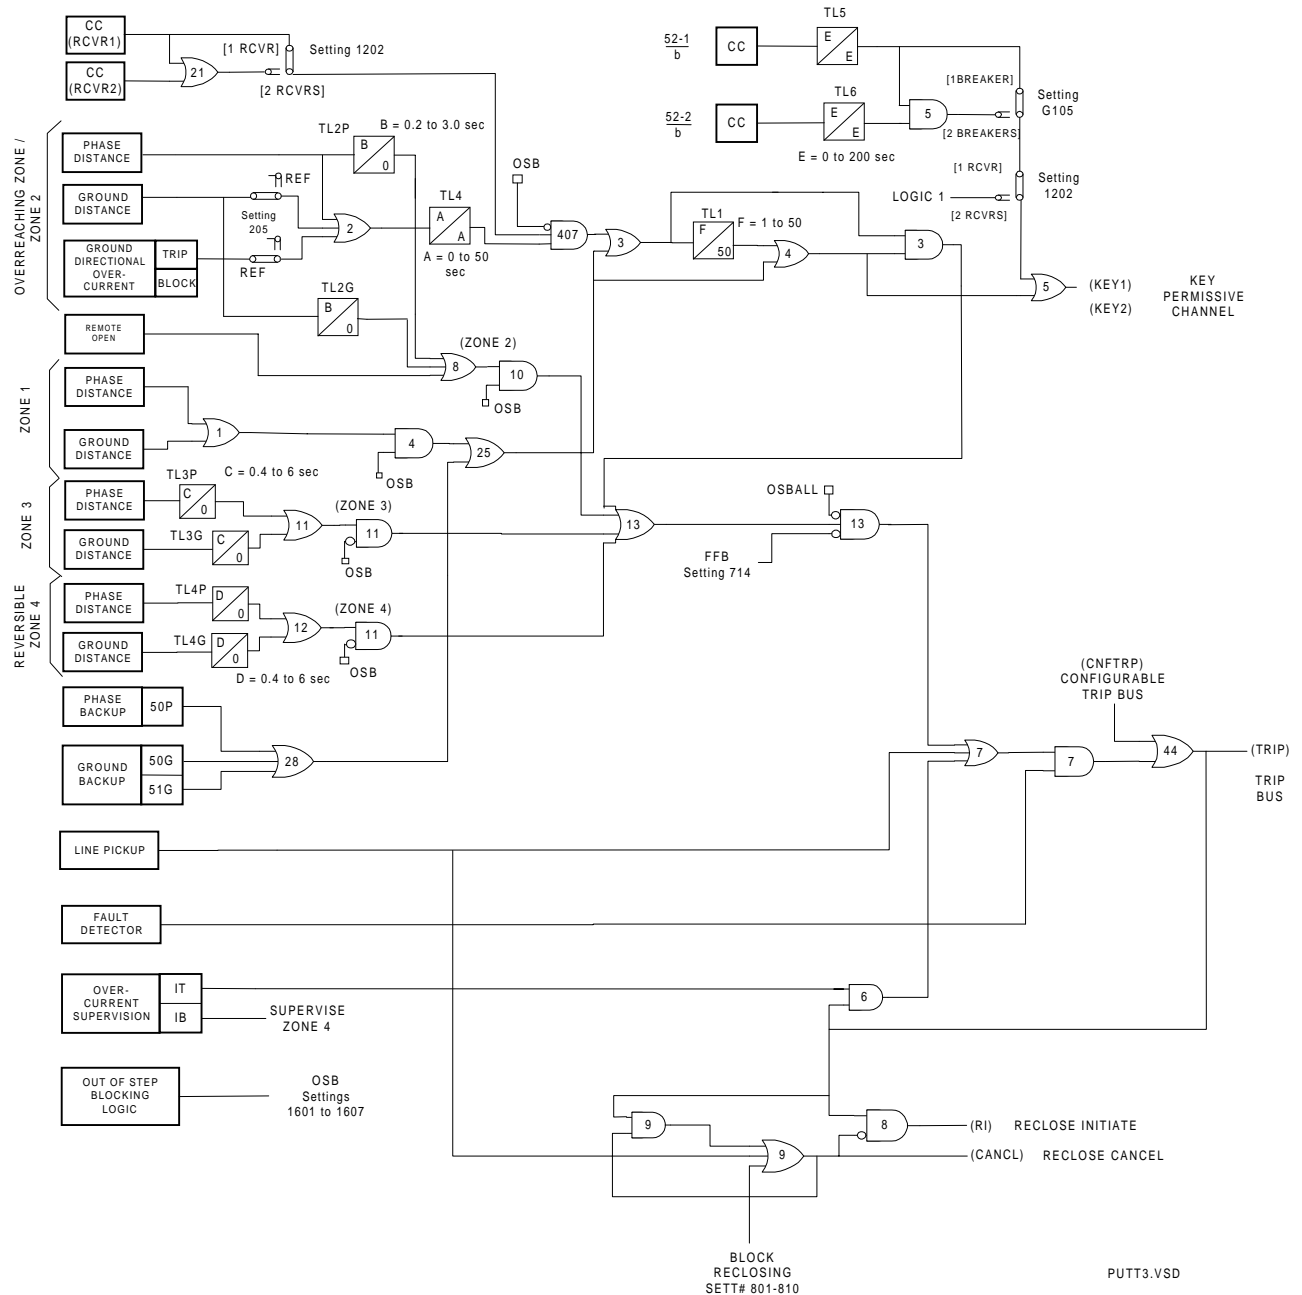 CC
(RCVR1)
CC
(RCVR2)
21
[1 RCVR]
Setting 1202
[2 RCVRS]
TL5
52-1
b
CC
E
E
TL6
52-2
b
CC
E
E
E = 0 to 200 sec
5
[1BREAKER]
[2 BREAKERS]
Setting
G105
[1 RCVR]
LOGIC 1
[2 RCVRS]
Setting
1202
OVERREACHING ZONE /
ZONE 2
PHASE
DISTANCE
GROUND
DISTANCE
GROUND
DIRECTIONAL
OVER-
CURRENT
TRIP
BLOCK
TL2P
B = 0.2 to 3.0 sec
B
0
REF
Setting
205
REF
2
TL4
A
A
A = 0 to 50
sec
TL2G
B
0
OSB
407
3
TL1
F = 1 to 50
F
50
4
3
5
(KEY1)
(KEY2)
KEY
PERMISSIVE
CHANNEL
REMOTE
OPEN
(ZONE 2)
8
10
OSB
ZONE 1
PHASE
DISTANCE
GROUND
DISTANCE
1
4
OSB
25
ZONE 3
PHASE
DISTANCE
GROUND
DISTANCE
TL3P
C = 0.4 to 6 sec
C
0
TL3G
C
0
11
(ZONE 3)
11
OSB
13
OSBALL
13
FFB
Setting 714
REVERSIBLE
ZONE 4
PHASE
DISTANCE
GROUND
DISTANCE
TL4P
D
0
TL4G
D
0
D = 0.4 to 6 sec
12
(ZONE 4)
11
OSB
PHASE
BACKUP
50P
GROUND
BACKUP
50G
51G
28
(CNFTRP)
CONFIGURABLE
TRIP BUS
7
7
44
(TRIP)
TRIP
BUS
LINE PICKUP
FAULT
DETECTOR
OVER-
CURRENT
SUPERVISION
IT
IB
SUPERVISE
ZONE 4
6
OUT OF STEP
BLOCKING
LOGIC
OSB
Settings
1601 to 1607
9
9
8
(RI) RECLOSE INITIATE
(CANCL) RECLOSE CANCEL
BLOCK
RECLOSING
SETT# 801-810
PUTT3.VSD